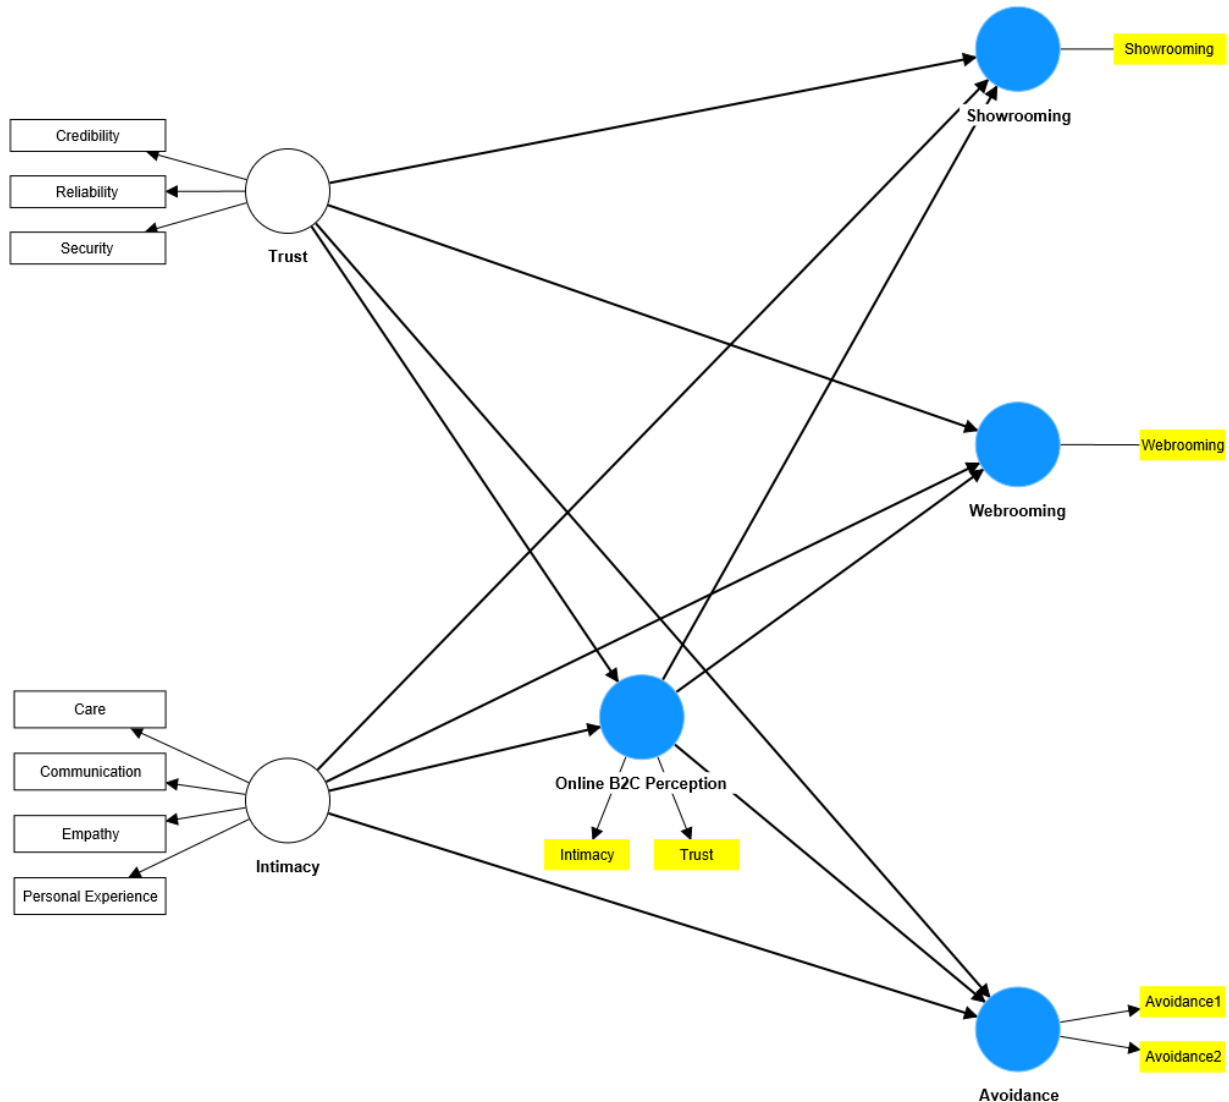 Showrooming
Showrooming
Credibility
Reliability
Security
Trust
Webrooming
Webrooming
Care
Communication
Empathy
Personal Experience
Intimacy
Online B2C Perception
Intimacy
Trust
Avoidance1
Avoidance2
Avoidance